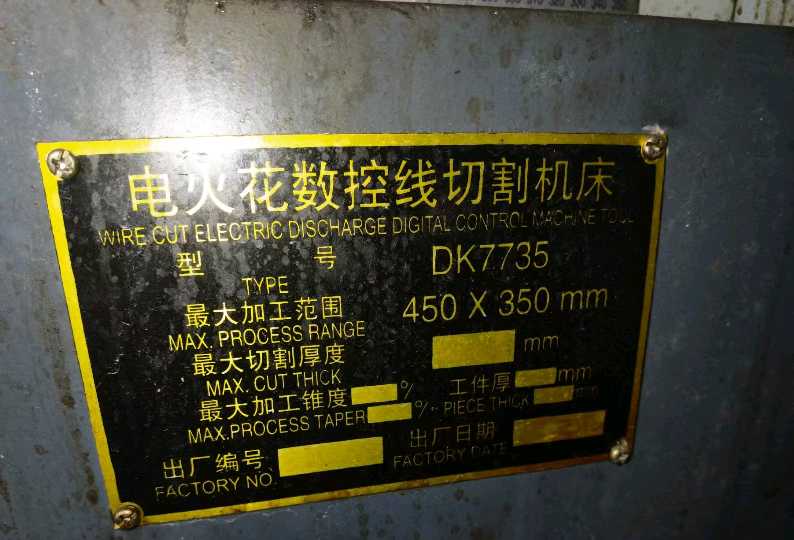 电火花数控线切割机床
WIRE CUT ELECTRIC DISCHARGE DIGITAL CONTROL MACHINE TOOL
型 号 DK7735
TYPE
最大加工范围 450 X 350 mm
MAX. PROCESS RANGE
最大切割厚度 mm
MAX. CUT THICK
最大加工锥度 % 工件厚 mm
MAX. PROCESS TAPER % PIECE THICK mm
出厂编号 出厂日期
FACTORY NO. FACTORY DATE